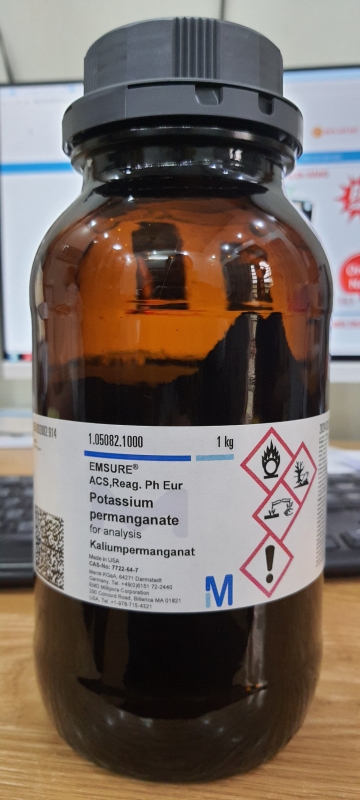 1.05082.1000 1 kg
EMSURE®
ACS,Reag. Ph Eur
Potassium
permanganate
for analysis
Kaliumpermanganat
Made in USA
CAS-No: 7722-64-7
Merck KGaA, 64271 Darmstadt
Germany, Tel. +49(0)6151 72-2440
EMD Millipore Corporation
290 Concord Road, Billerica MA 01821
USA, Tel. +1-978-715-4321
M